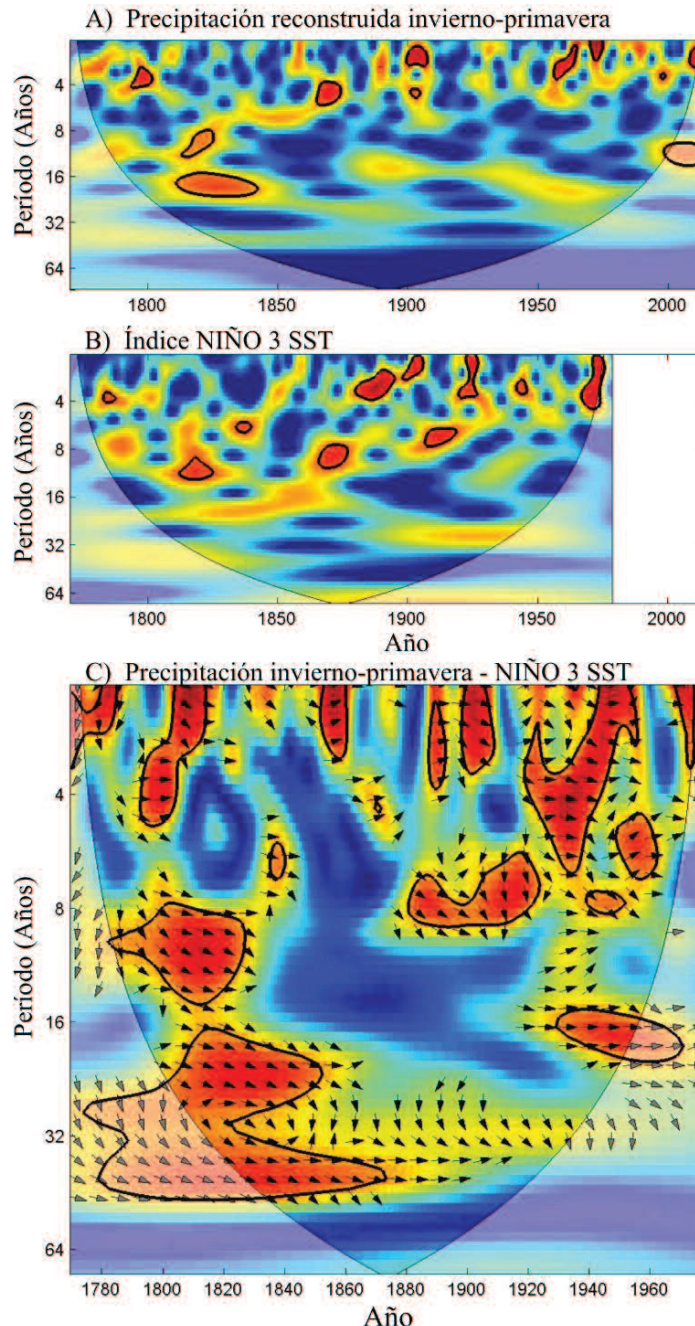 A) Precipitación reconstruida invierno-primavera
Período (Años)
4
8
16
32
64
1800 1850 1900 1950 2000
B) Índice NIÑO 3 SST
Período (Años)
4
8
16
32
64
1800 1850 1900 1950 2000
Año
C) Precipitación invierno-primavera - NIÑO 3 SST
Período (Años)
4
8
16
32
64
1780 1800 1820 1840 1860 1880 1900 1920 1940 1960
Año